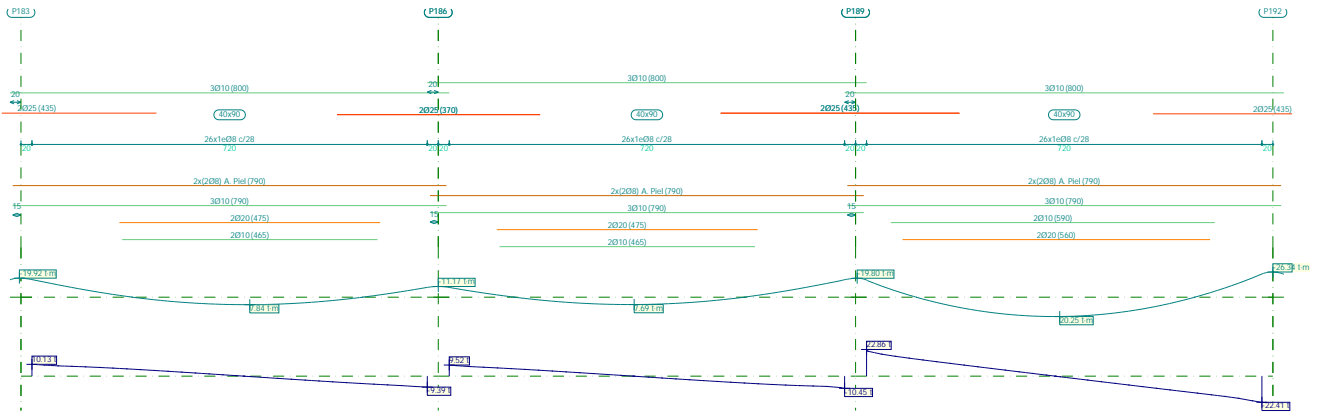 P183 P186 P189 P192
3Ø10 (800)
20
3Ø10 (800) 3Ø10 (800)
20 20
2Ø25 (435) 2Ø25 (370) 2Ø25 (435) 2Ø25 (435)
40x90 40x90 40x90
26x1eØ8 c/28 26x1eØ8 c/28 26x1eØ8 c/28
20 720 20 20 720 20 20 720 20
2x(2Ø8) A. Piel (790) 2x(2Ø8) A. Piel (790)
2x(2Ø8) A. Piel (790)
3Ø10 (790) 3Ø10 (790)
15 3Ø10 (790) 15
15
2Ø20 (475) 2Ø10 (590)
2Ø20 (475)
2Ø10 (465) 2Ø20 (560)
2Ø10 (465)
-19.92 t·m -19.80 t·m -26.34 t·m
-11.17 t·m
7.84 t·m 7.69 t·m
20.25 t·m
22.86 t
10.13 t 9.52 t
-9.39 t -10.45 t
-22.41 t